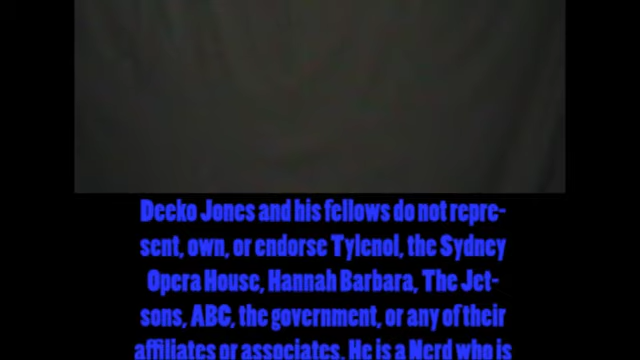 Deeko Jones and his fellows do not repre-
sent, own, or endorse Tylenol, the Sydney
Opera House, Hannah Barbara, The Jet-
sons, ABC, the government, or any of their
affiliates or associates. He is a Nerd who is